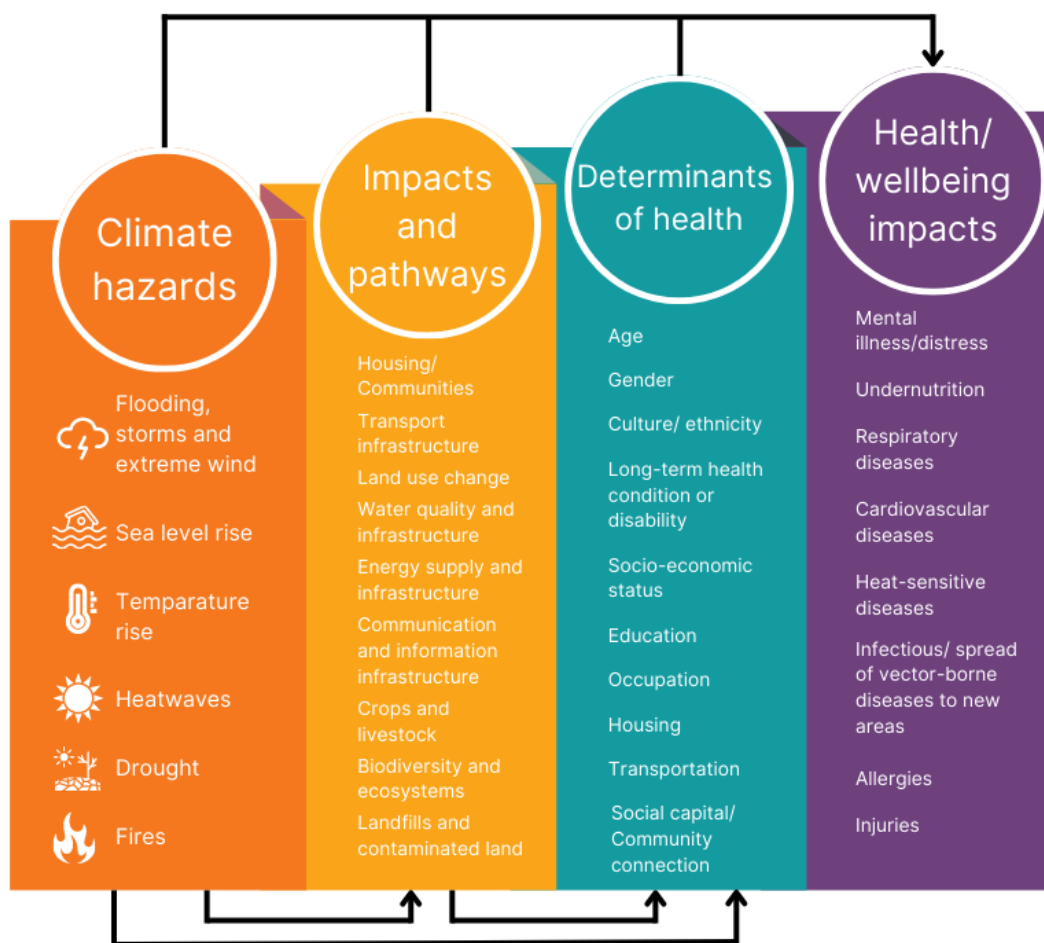 Climate
hazards
Flooding,
storms and
extreme wind
Sea level rise
Temparature
rise
Heatwaves
Drought
Fires
Impacts
and
pathways
Housing/
Communities
Transport
infrastructure
Land use change
Water quality and
infrastructure
Energy supply and
infrastructure
Communication
and information
infrastructure
Crops and
livestock
Biodiversity and
ecosystems
Landfills and
contaminated land
Determinants
of health
Age
Gender
Culture/ ethnicity
Long-term health
condition or
disability
Socio-economic
status
Education
Occupation
Housing
Transportation
Social capital/
Community
connection
Health/
wellbeing
impacts
Mental
illness/distress
Undernutrition
Respiratory
diseases
Cardiovascular
diseases
Heat-sensitive
diseases
Infectious/ spread
of vector-borne
diseases to new
areas
Allergies
Injuries